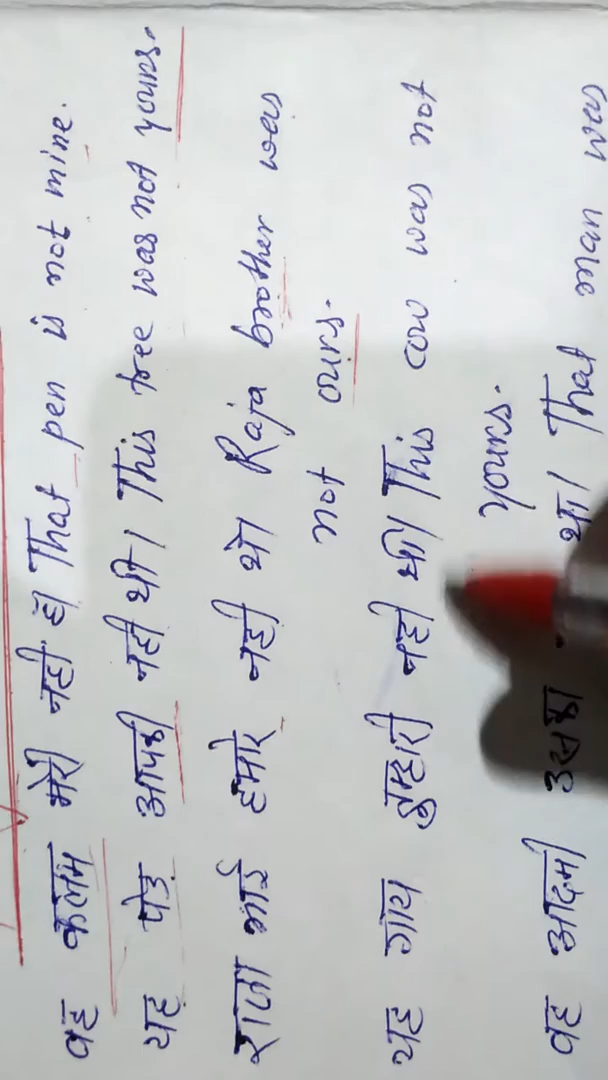 वह कलम मेरी नहीं है। That pen is not mine.
यह पेड़ आपकी नहीं थी। This tree was not yours.
राजा भाई हमारे नहीं थे। Raja brother was
not ours.
यह गाय तुम्हारी नहीं थी। This cow was not
yours.
वह आदमी उसका था। That man was